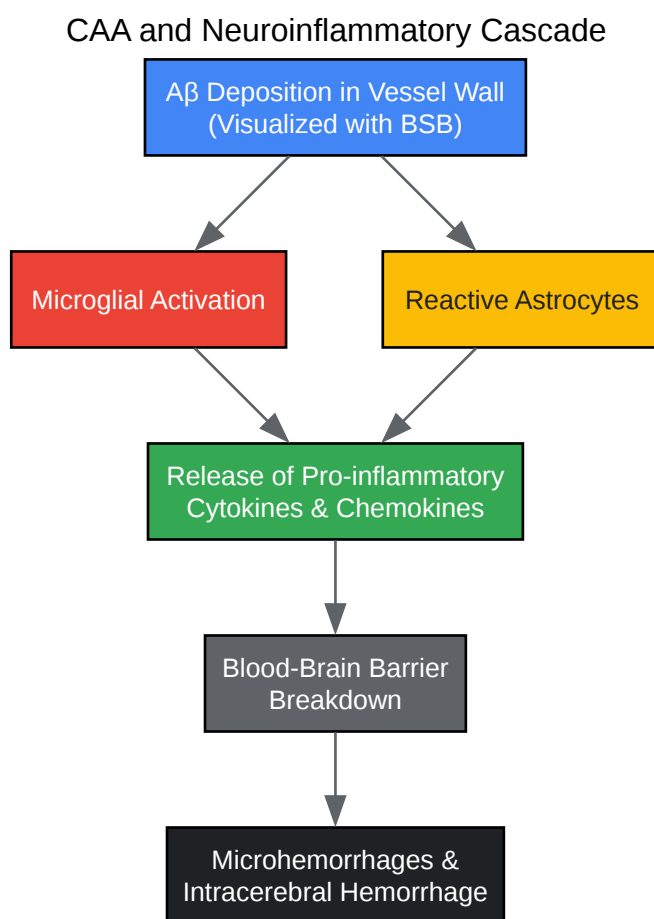 CAA and Neuroinflammatory Cascade
Aβ Deposition in Vessel Wall
(Visualized with BSB)
Microglial Activation
Reactive Astrocytes
Release of Pro-inflammatory
Cytokines & Chemokines
Blood-Brain Barrier
Breakdown
Microhemorrhages &
Intracerebral Hemorrhage